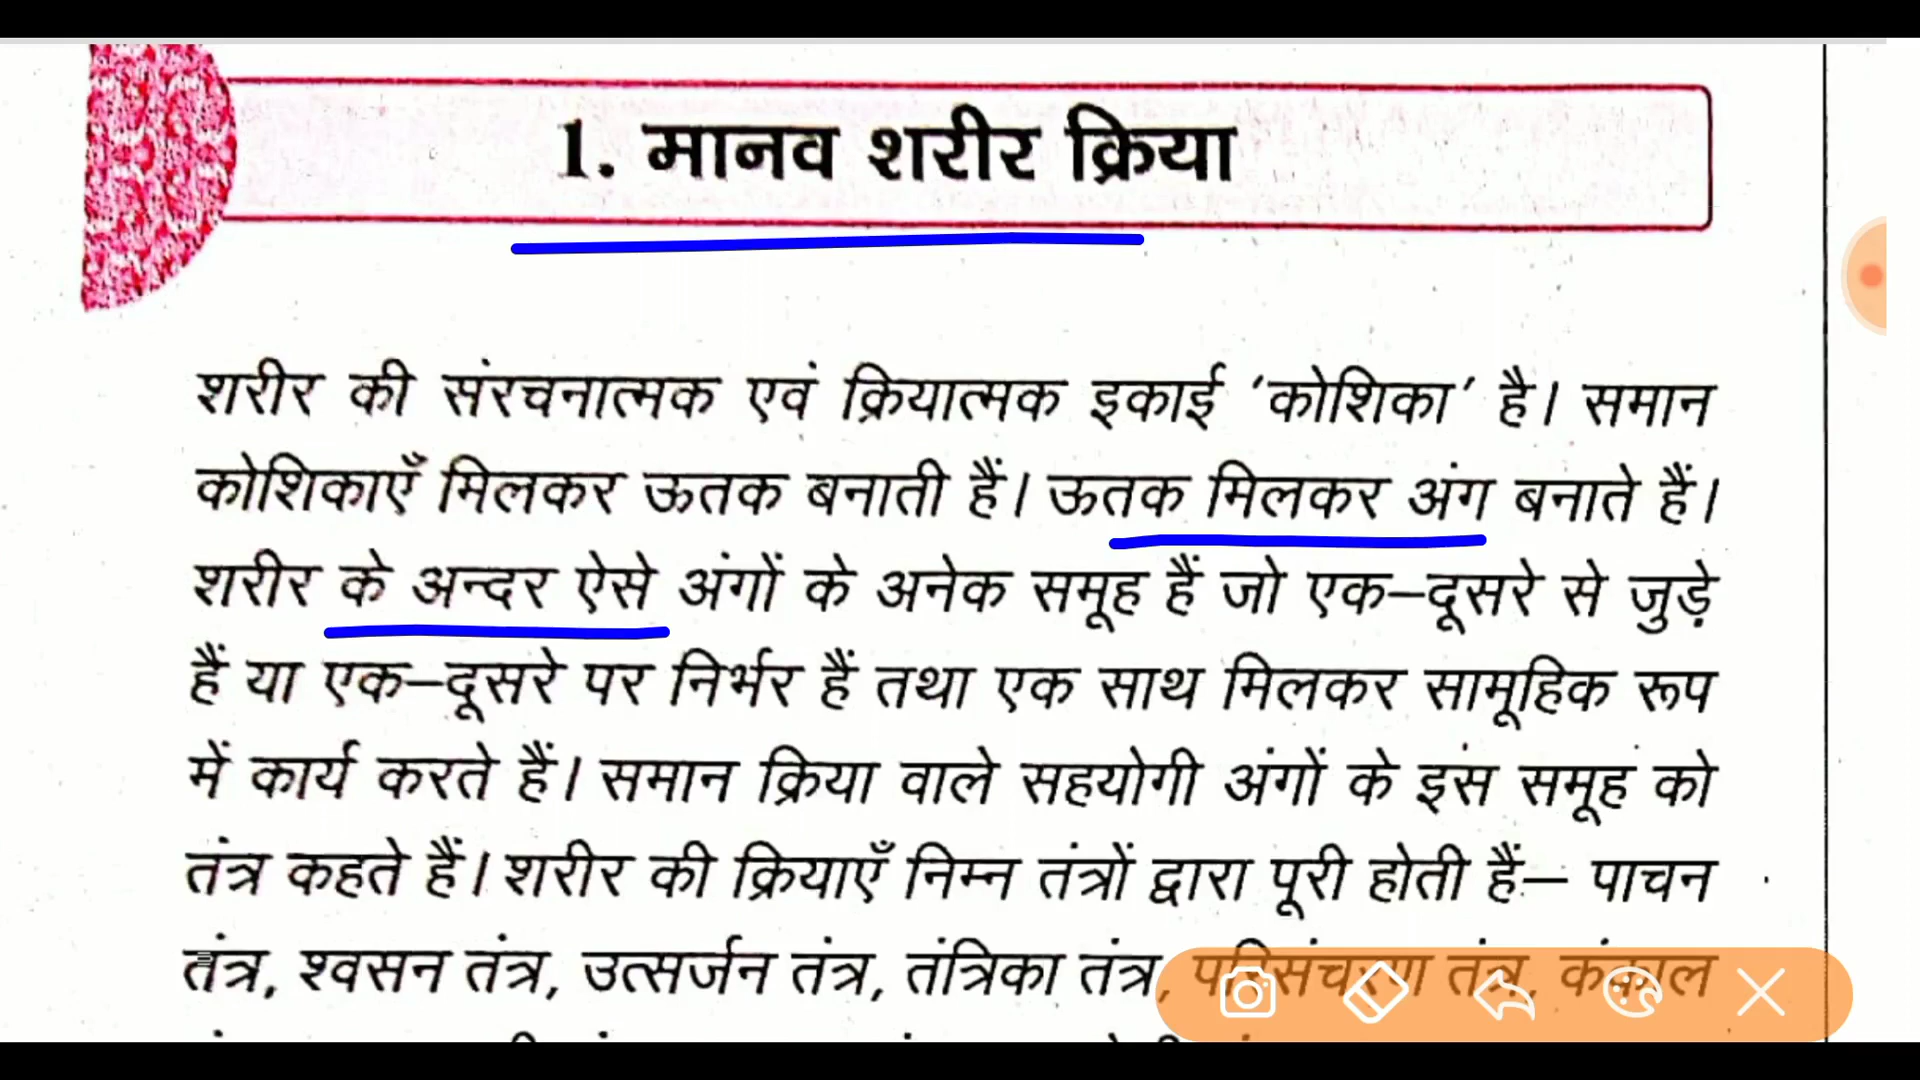 1. मानव शरीर क्रिया
शरीर की संरचनात्मक एवं क्रियात्मक इकाई 'कोशिका' है। समान
कोशिकाएँ मिलकर ऊतक बनाती हैं। ऊतक मिलकर अंग बनाते हैं।
शरीर के अन्दर ऐसे अंगों के अनेक समूह हैं जो एक–दूसरे से जुड़े
हैं या एक–दूसरे पर निर्भर हैं तथा एक साथ मिलकर सामूहिक रूप
में कार्य करते हैं। समान क्रिया वाले सहयोगी अंगों के इस समूह को
तंत्र कहते हैं। शरीर की क्रियाएँ निम्न तंत्रों द्वारा पूरी होती हैं– पाचन
तंत्र, श्वसन तंत्र, उत्सर्जन तंत्र, तंत्रिका तंत्र, परिसंचरण तंत्र, कंकाल